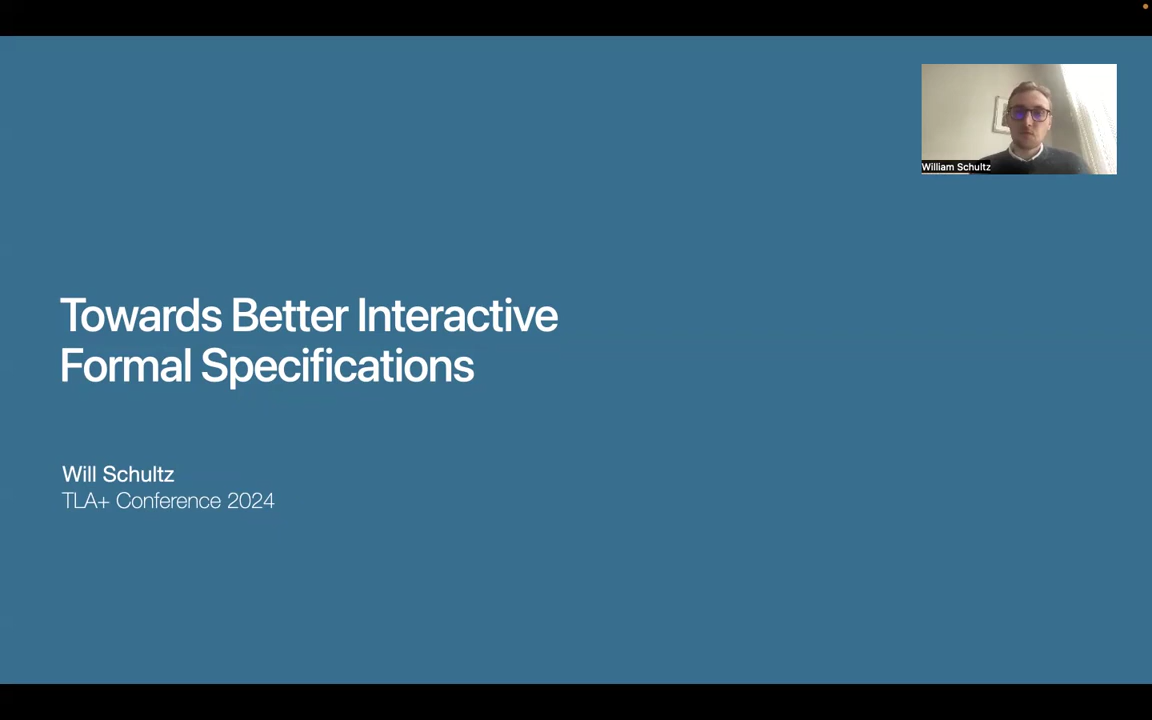 William Schultz
Towards Better Interactive
Formal Specifications
Will Schultz
TLA+ Conference 2024